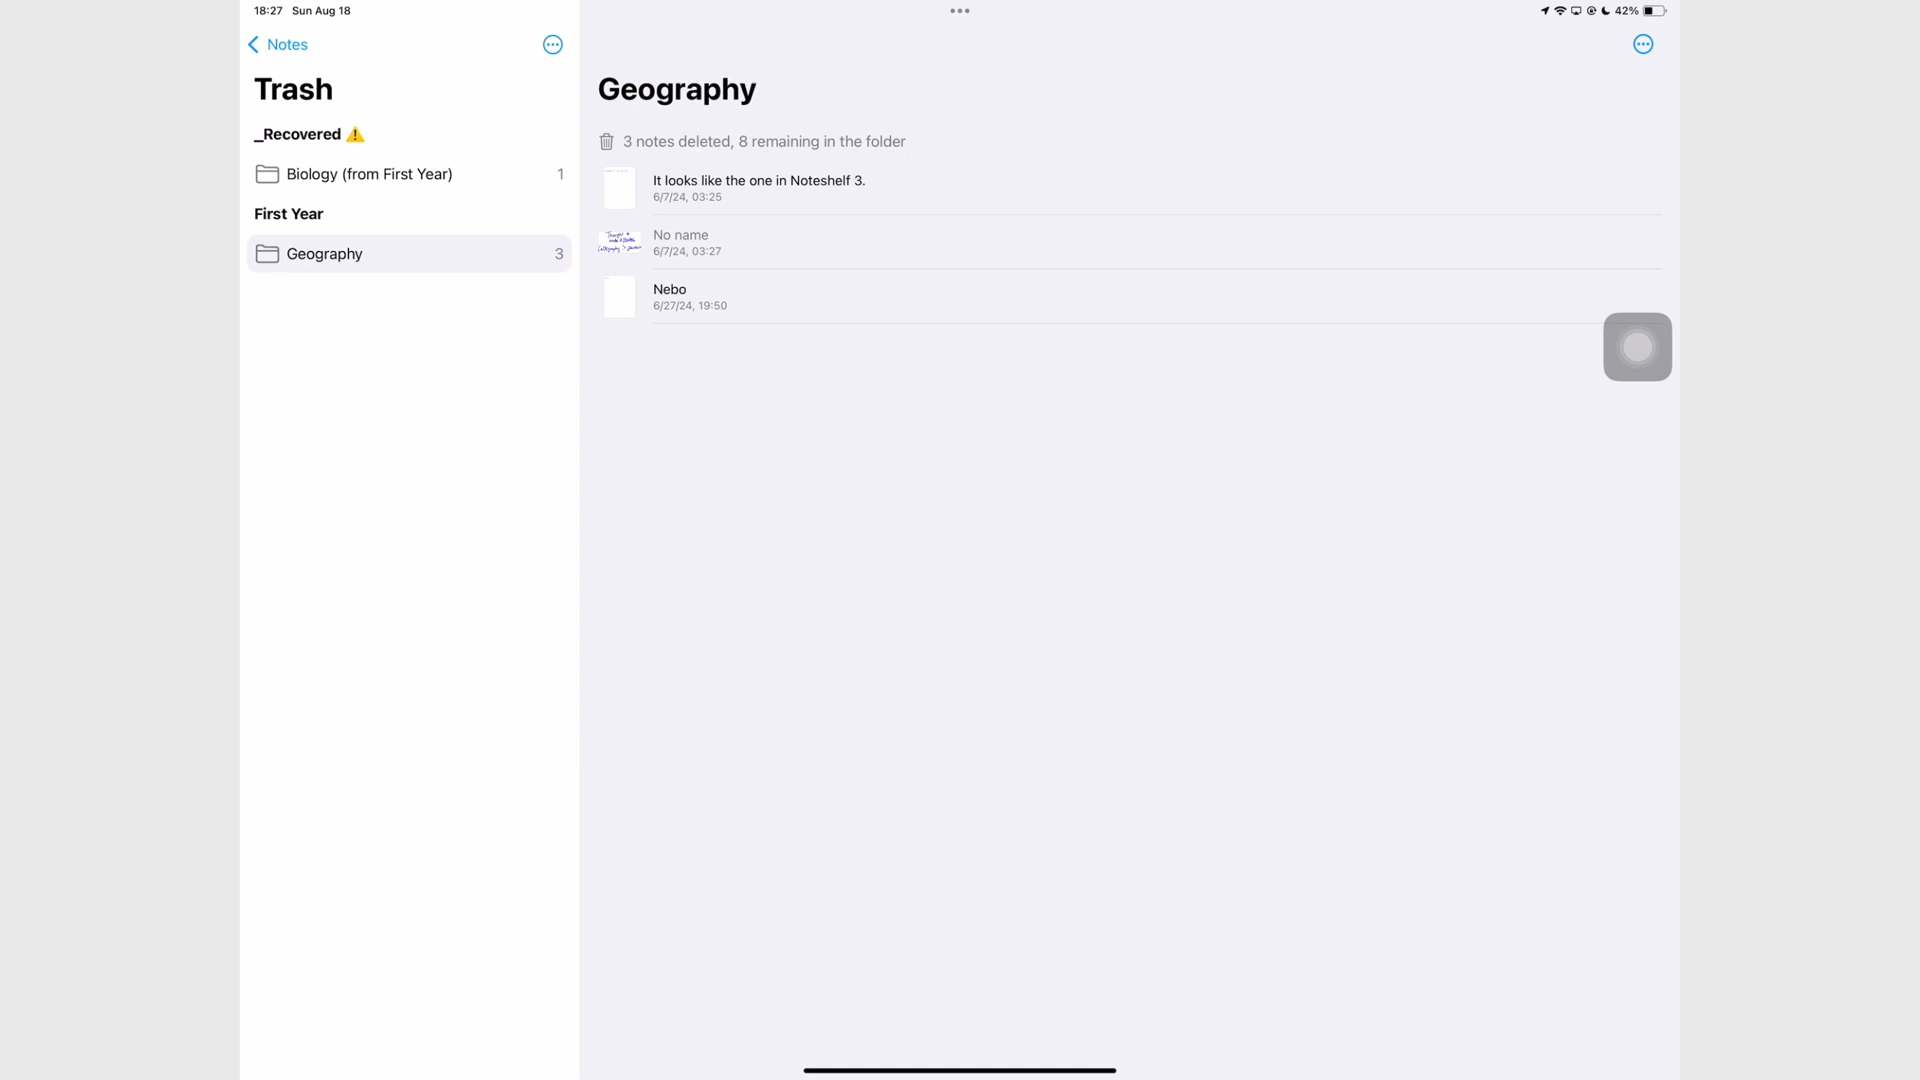 18:27 Sun Aug 18
42%
Notes
Trash
_Recovered ⚠️
Biology (from First Year) 1
First Year
Geography 3
Geography
3 notes deleted, 8 remaining in the folder
It looks like the one in Noteshelf 3.
6/7/24, 03:25
No name
6/7/24, 03:27
Nebo
6/27/24, 19:50